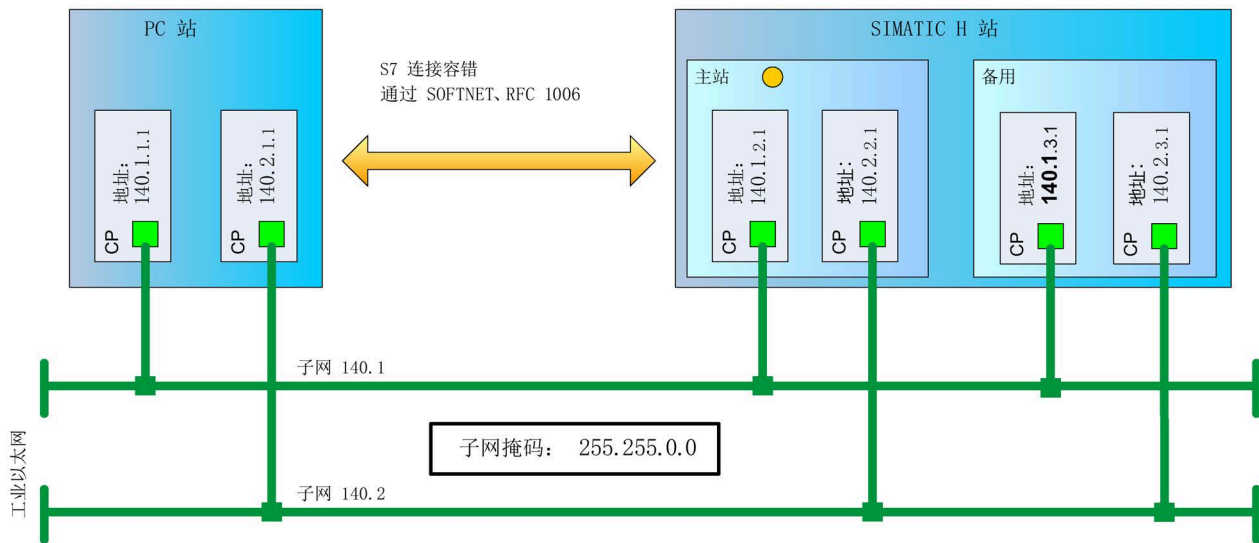 PC 站
SIMATIC H 站
S7 连接容错
通过 SOFTNET、RFC 1006
主站
备用
地址:
140.1.1.1
CP
地址:
140.2.1.1
CP
地址:
140.1.2.1
CP
地址:
140.2.2.1
CP
地址:
140.1.3.1
CP
地址:
140.2.3.1
CP
子网 140.1
子网掩码: 255.255.0.0
子网 140.2
工业以太网